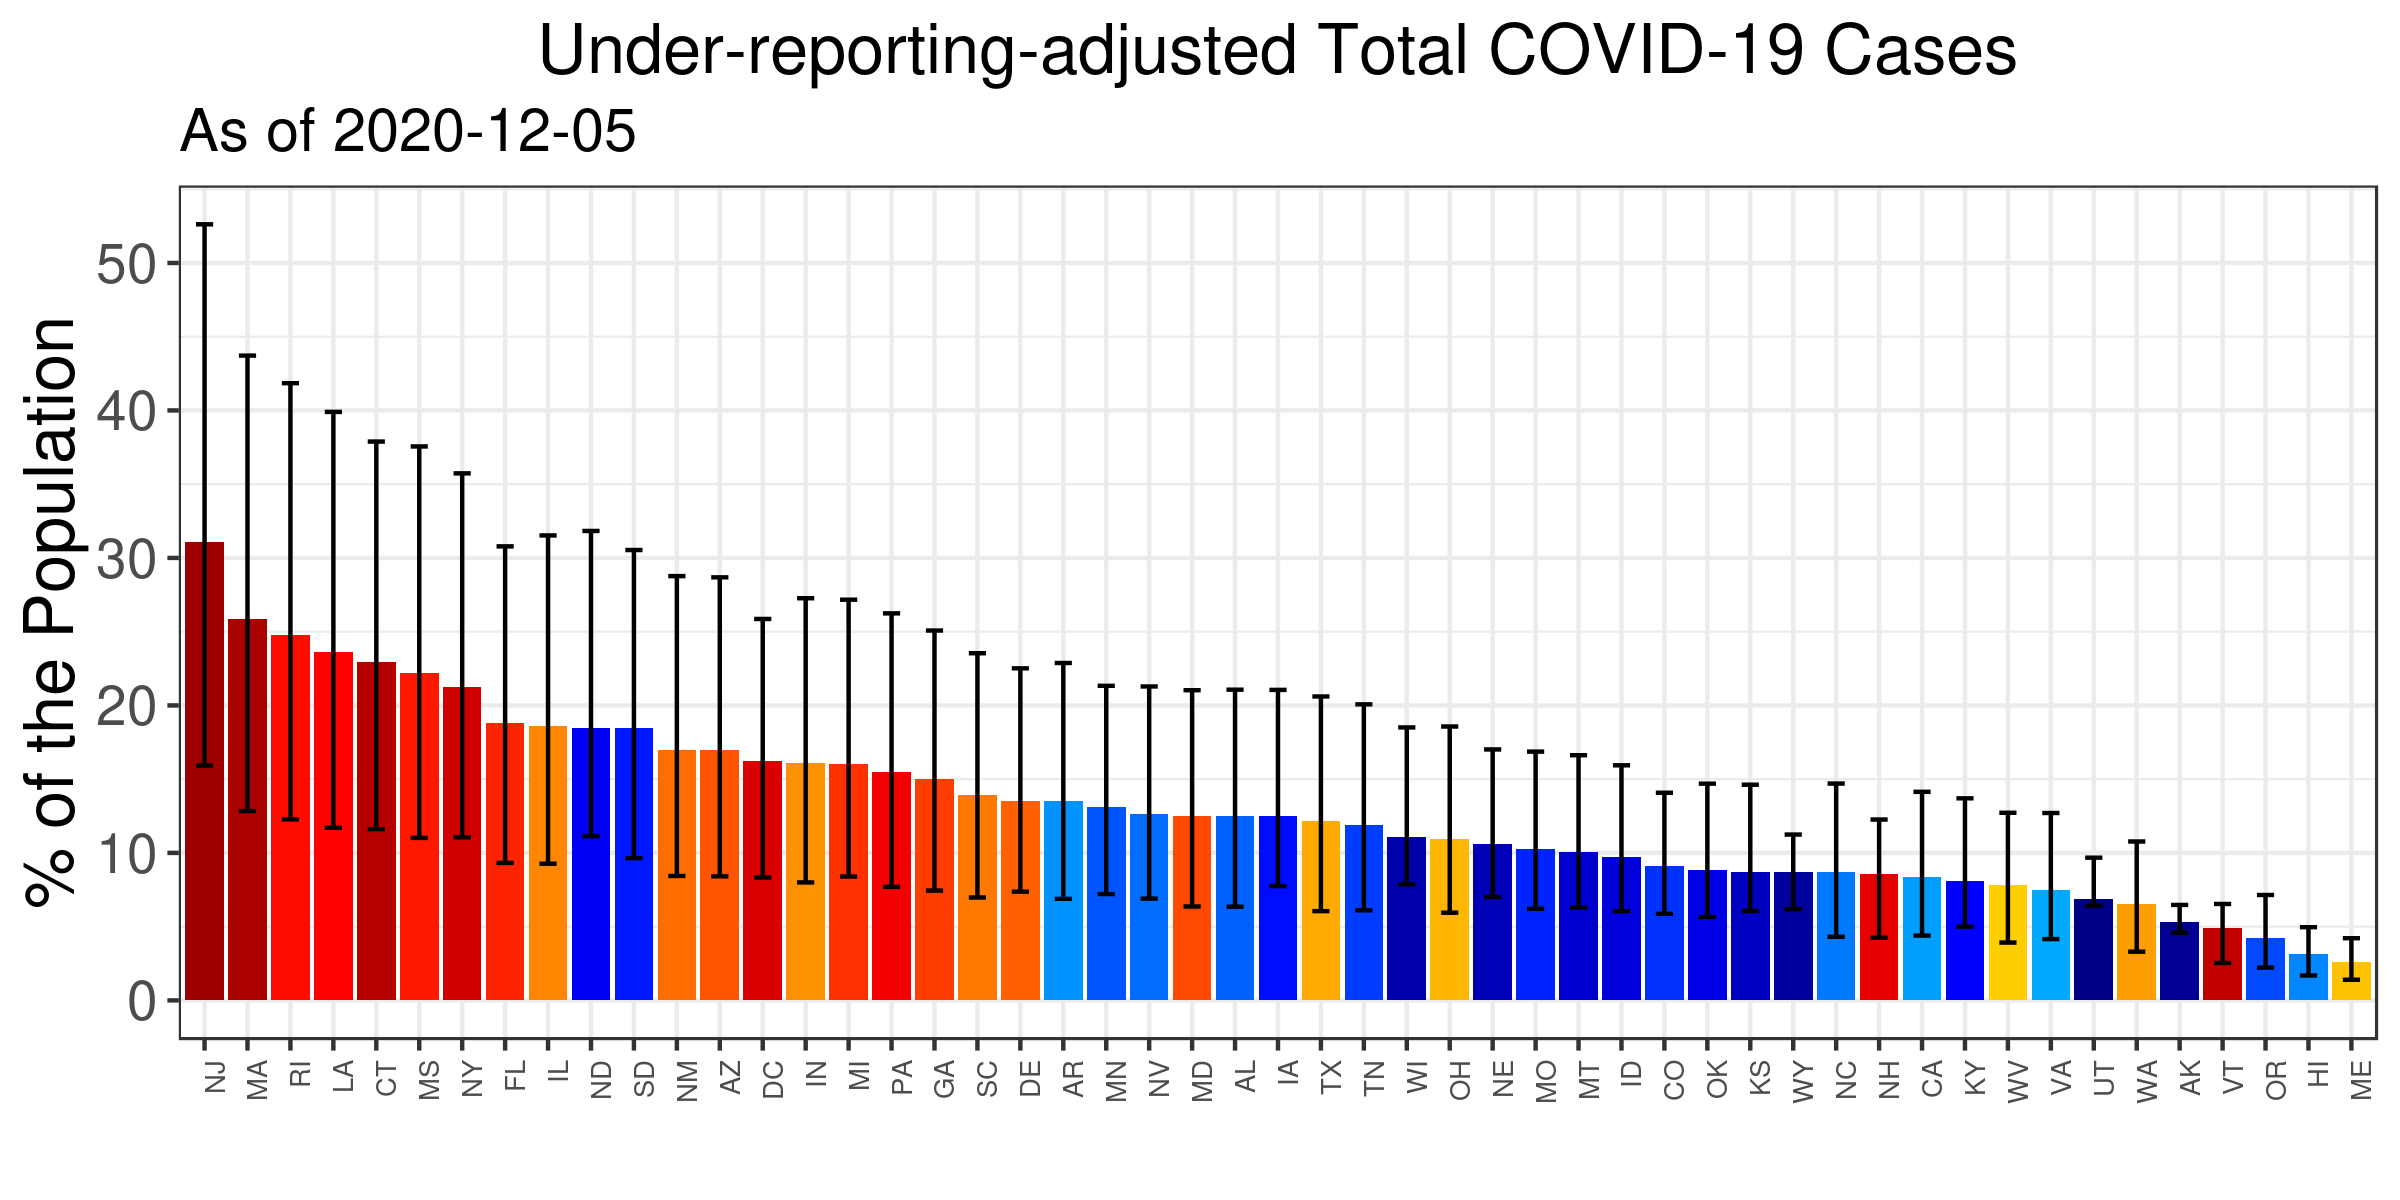 Under-reporting-adjusted Total COVID-19 Cases
As of 2020-12-05
% of the Population
50
40
30
20
10
0
NJ MA RI LA CT MS NY FL IL ND SD NM AZ DC IN MI PA GA SC DE AR MN NV MD AL IA TX TN WI OH NE MO MT ID CO OK KS WY NC NH CA KY WV VA UT WA AK VT OR HI ME